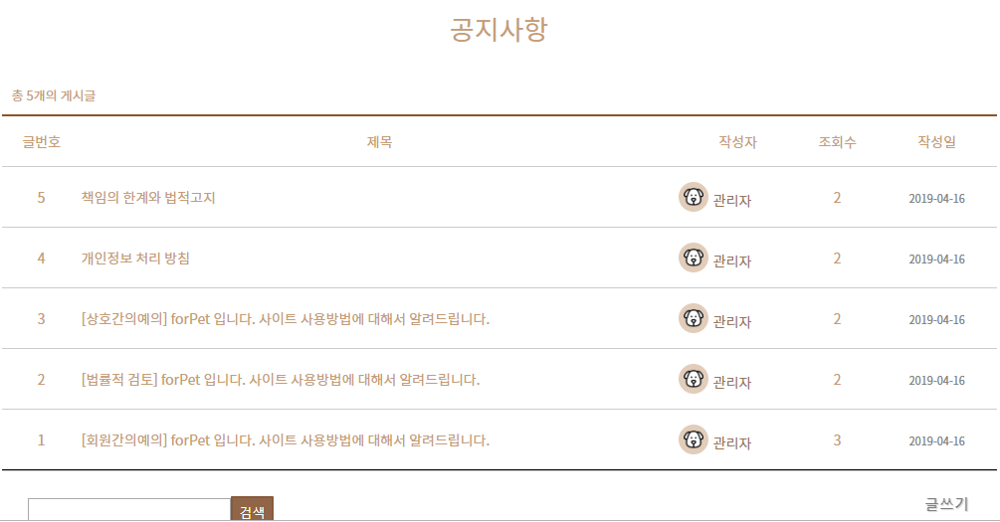 공지사항
총 5개의 게시글
글번호 제목 작성자 조회수 작성일
5 책임의 한계와 법적고지 관리자 2 2019-04-16
4 개인정보 처리 방침 관리자 2 2019-04-16
3 [상호간의예의] forPet 입니다. 사이트 사용방법에 대해서 알려드립니다. 관리자 2 2019-04-16
2 [법률적 검토] forPet 입니다. 사이트 사용방법에 대해서 알려드립니다. 관리자 2 2019-04-16
1 [회원간의예의] forPet 입니다. 사이트 사용방법에 대해서 알려드립니다. 관리자 3 2019-04-16
검색 글쓰기